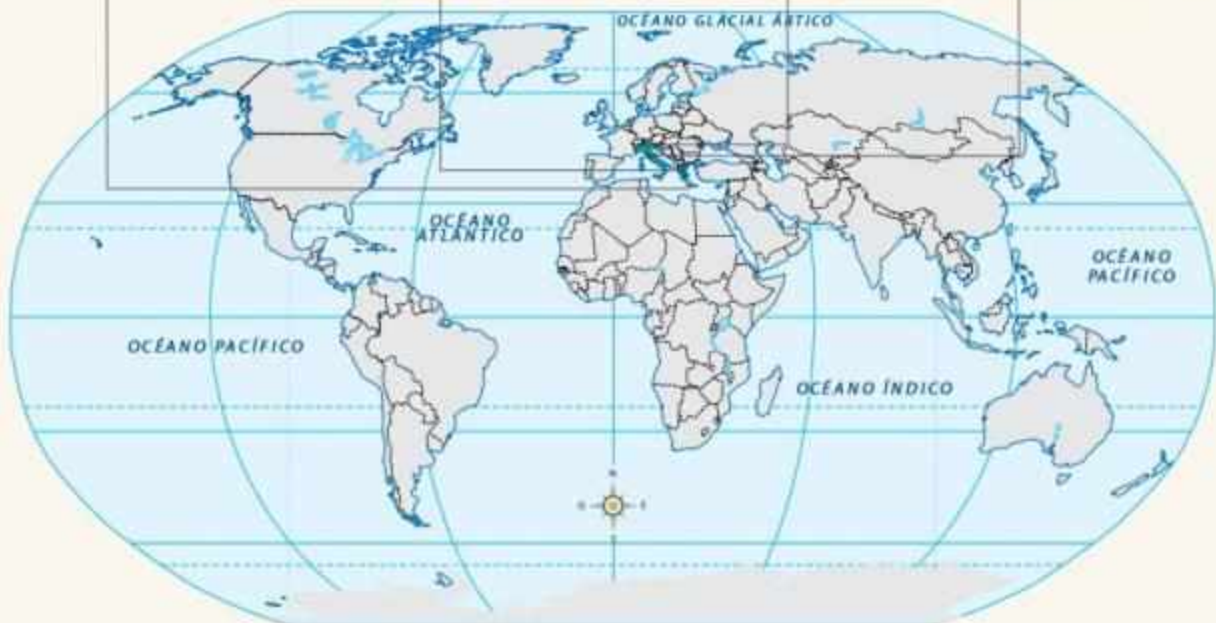 OCÉANO GLACIAL ÁRTICO
OCÉANO
ATLÁNTICO
OCÉANO
PACÍFICO
OCÉANO PACÍFICO
OCÉANO ÍNDICO
N
O
E
S